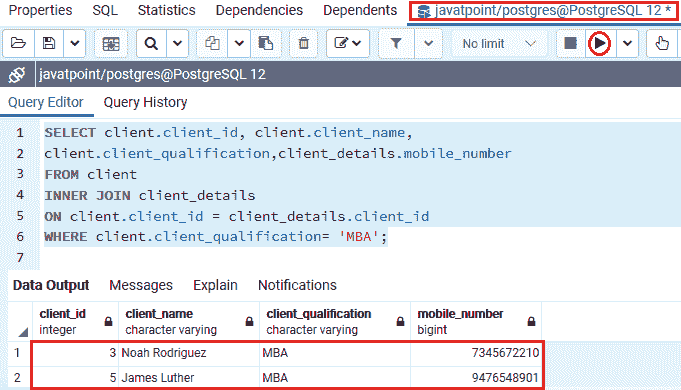 Properties SQL Statistics Dependencies Dependents javatpoint/postgres@PostgreSQL 12 *
No limit
javatpoint/postgres@PostgreSQL 12
Query Editor Query History
1 SELECT client.client_id, client.client_name,
2 client.client_qualification,client_details.mobile_number
3 FROM client
4 INNER JOIN client_details
5 ON client.client_id = client_details.client_id
6 WHERE client.client_qualification= 'MBA';
7
Data Output Messages Explain Notifications
client_id client_name client_qualification mobile_number
integer character varying character varying bigint
1 3 Noah Rodriguez MBA 7345672210
2 5 James Luther MBA 9476548901